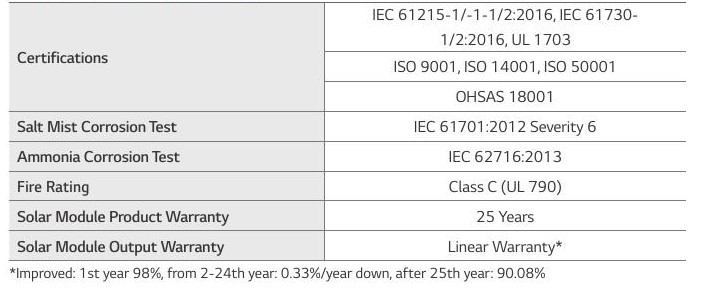 Certifications
IEC 61215-1/-1-1/2:2016, IEC 61730-
1/2:2016, UL 1703
ISO 9001, ISO 14001, ISO 50001
OHSAS 18001
Salt Mist Corrosion Test IEC 61701:2012 Severity 6
Ammonia Corrosion Test IEC 62716:2013
Fire Rating Class C (UL 790)
Solar Module Product Warranty 25 Years
Solar Module Output Warranty Linear Warranty*
*Improved: 1st year 98%, from 2-24th year: 0.33%/year down, after 25th year: 90.08%